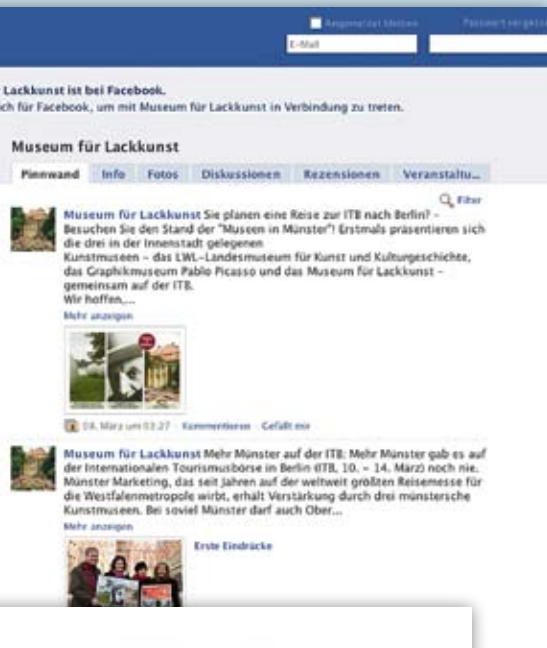 Angemeldet bleiben Passwort vergessen
E-Mail
Lackkunst ist bei Facebook.
ch für Facebook, um mit Museum für Lackkunst in Verbindung zu treten.
Museum für Lackkunst
Pinnwand Info Fotos Diskussionen Rezensionen Veranstaltu...
Filter
Museum für Lackkunst Sie planen eine Reise zur ITB nach Berlin? –
Besuchen Sie den Stand der "Museen in Münster"! Erstmals präsentieren sich
die drei in der Innenstadt gelegenen
Kunstmuseen – das LWL-Landesmuseum für Kunst und Kulturgeschichte,
das Graphikmuseum Pablo Picasso und das Museum für Lackkunst –
gemeinsam auf der ITB.
Wir hoffen,...
Mehr anzeigen
08. März um 03:27 · Kommentieren · Gefällt mir
Museum für Lackkunst Mehr Münster auf der ITB: Mehr Münster gab es auf
der Internationalen Tourismusbörse in Berlin (ITB, 10. – 14. März) noch nie.
Münster Marketing, das seit Jahren auf der weltweit größten Reisemesse für
die Westfalenmetropole wirbt, erhält Verstärkung durch drei münstersche
Kunstmuseen. Bei soviel Münster darf auch Ober...
Mehr anzeigen
Erste Eindrücke